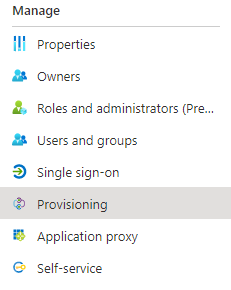 Manage
Properties
Owners
Roles and administrators (Pre...
Users and groups
Single sign-on
Provisioning
Application proxy
Self-service